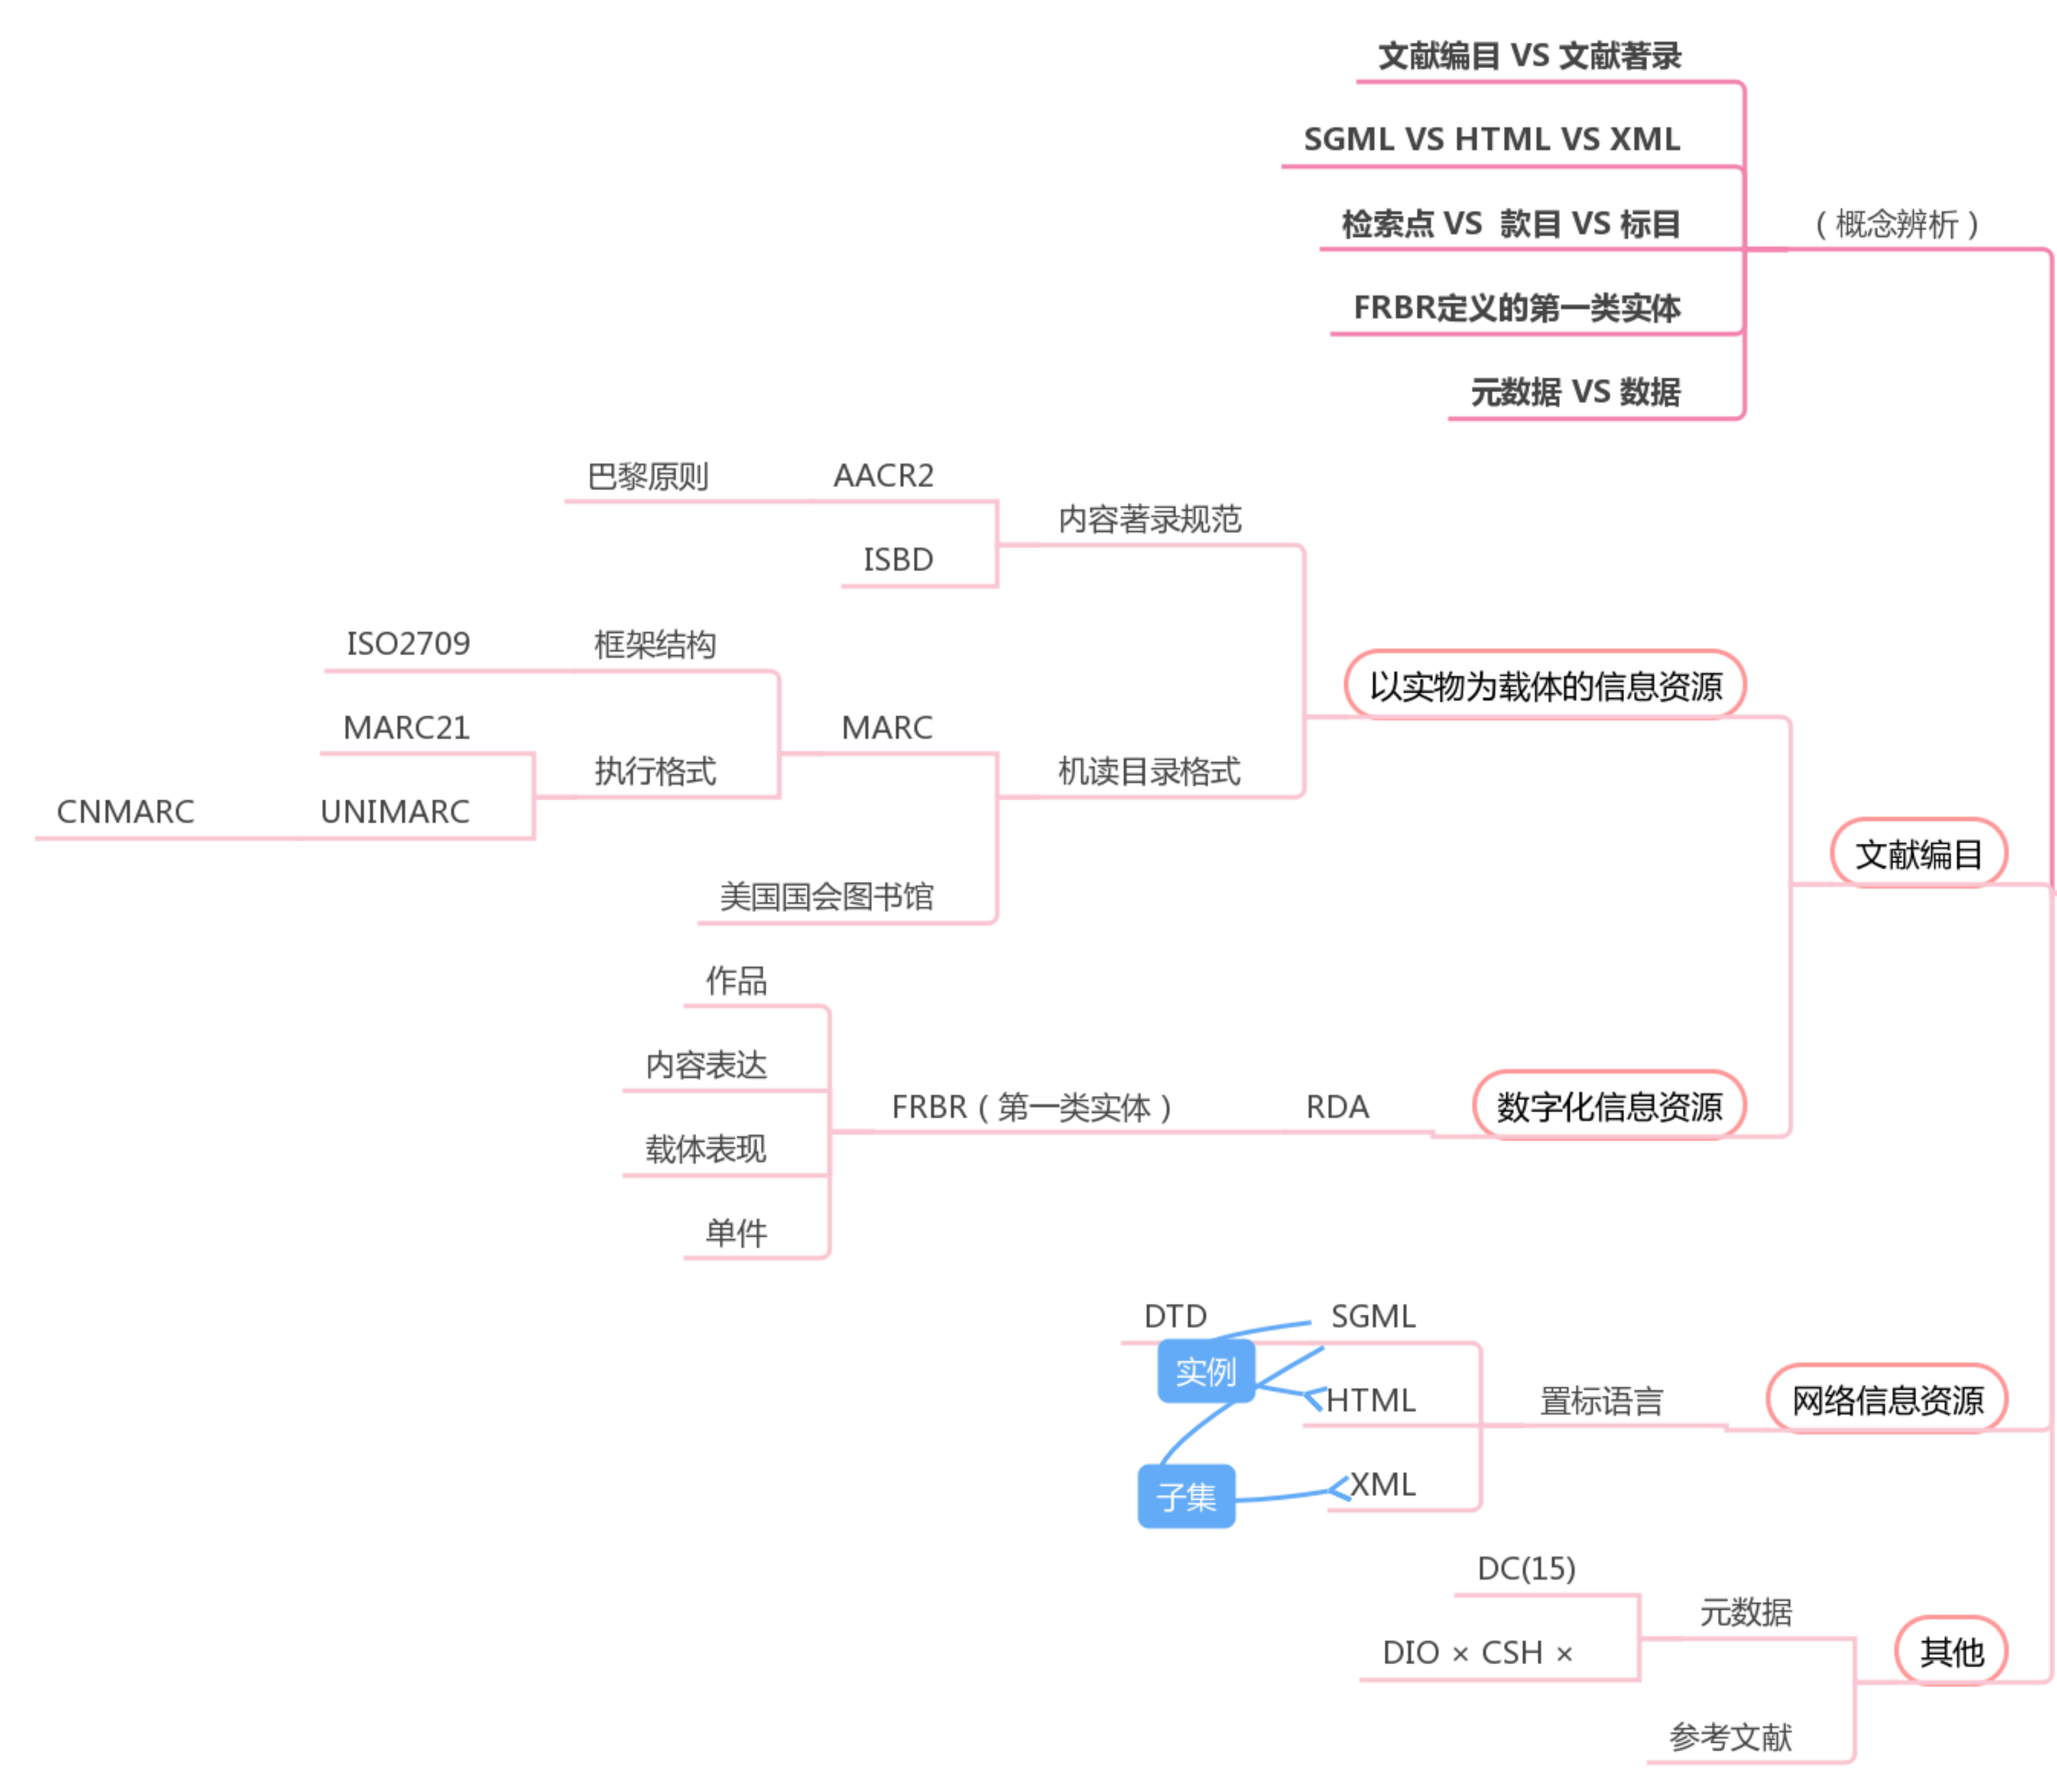 文献编目 VS 文献著录
SGML VS HTML VS XML
检索点 VS 款目 VS 标目
（概念辨析）
FRBR定义的第一类实体
元数据 VS 数据
巴黎原则
AACR2
内容著录规范
ISBD
ISO2709
框架结构
以实物为载体的信息资源
MARC21
MARC
执行格式
机读目录格式
CNMARC
UNIMARC
文献编目
美国国会图书馆
作品
内容表达
FRBR（第一类实体）
RDA
数字化信息资源
载体表现
单件
DTD
SGML
实例
HTML
置标语言
网络信息资源
XML
子集
DC(15)
元数据
DIO × CSH ×
其他
参考文献